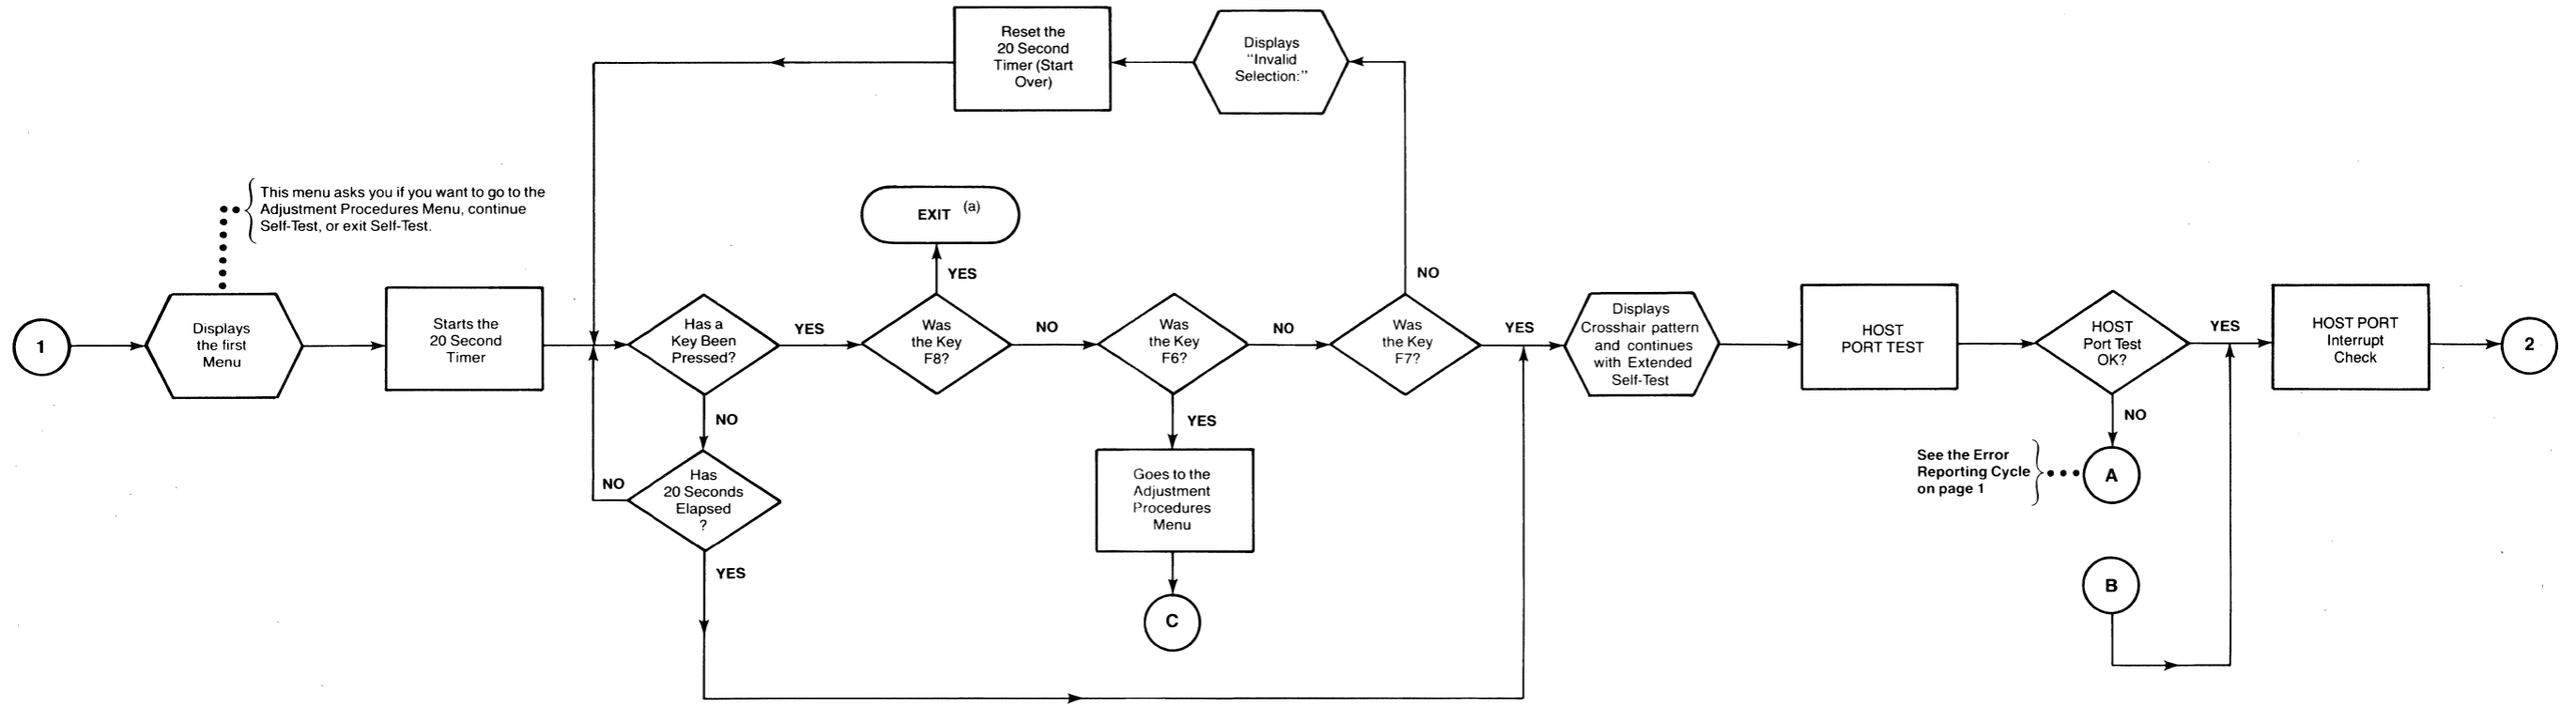 Reset the
20 Second
Timer (Start
Over)
Displays
"Invalid
Selection:"
This menu asks you if you want to go to the
Adjustment Procedures Menu, continue
Self-Test, or exit Self-Test.
EXIT (a)
YES
NO
1
Displays
the first
Menu
Starts the
20 Second
Timer
Has a
Key Been
Pressed?
YES
Was
the Key
F8?
NO
Was
the Key
F6?
NO
Was
the Key
F7?
YES
Displays
Crosshair pattern
and continues
with Extended
Self-Test
HOST
PORT TEST
HOST
Port Test
OK?
YES
HOST PORT
Interrupt
Check
2
NO
YES
NO
NO
Has
20 Seconds
Elapsed
?
Goes to the
Adjustment
Procedures
Menu
See the Error
Reporting Cycle
on page 1
A
YES
C
B